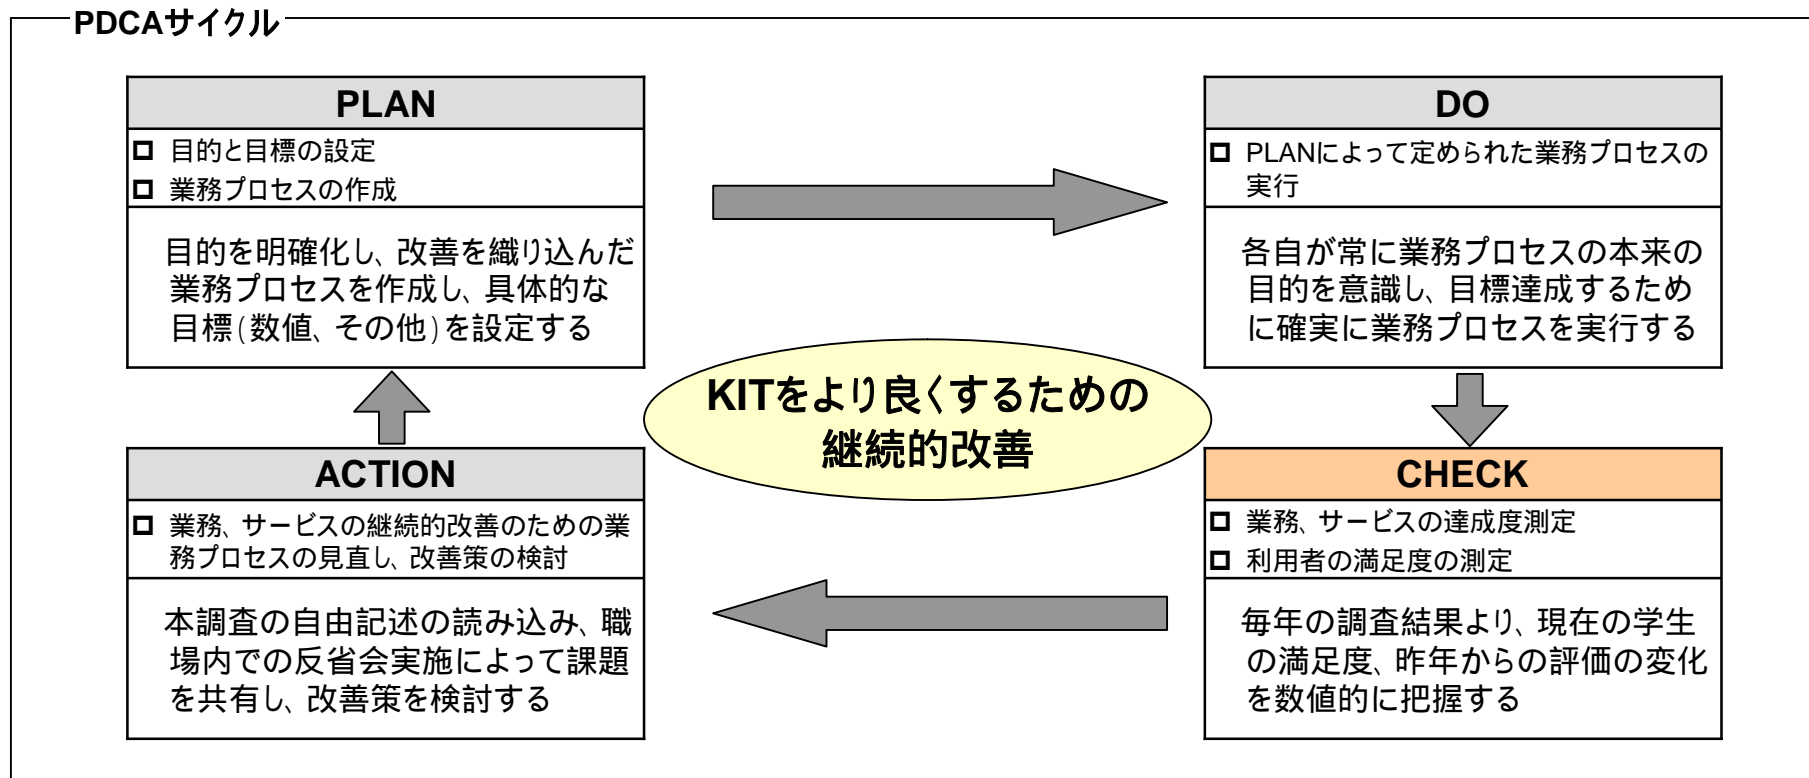 PDCAサイクル
PLAN
目的と目標の設定
業務プロセスの作成
目的を明確化し、改善を織り込んだ
業務プロセスを作成し、具体的な
目標(数値、その他)を設定する
DO
PLANによって定められた業務プロセスの
実行
各自が常に業務プロセスの本来の
目的を意識し、目標達成するため
に確実に業務プロセスを実行する
KITをより良くするための
継続的改善
ACTION
業務、サービスの継続的改善のための業
務プロセスの見直し、改善策の検討
本調査の自由記述の読み込み、職
場内での反省会実施によって課題
を共有し、改善策を検討する
CHECK
業務、サービスの達成度測定
利用者の満足度の測定
毎年の調査結果より、現在の学生
の満足度、昨年からの評価の変化
を数値的に把握する